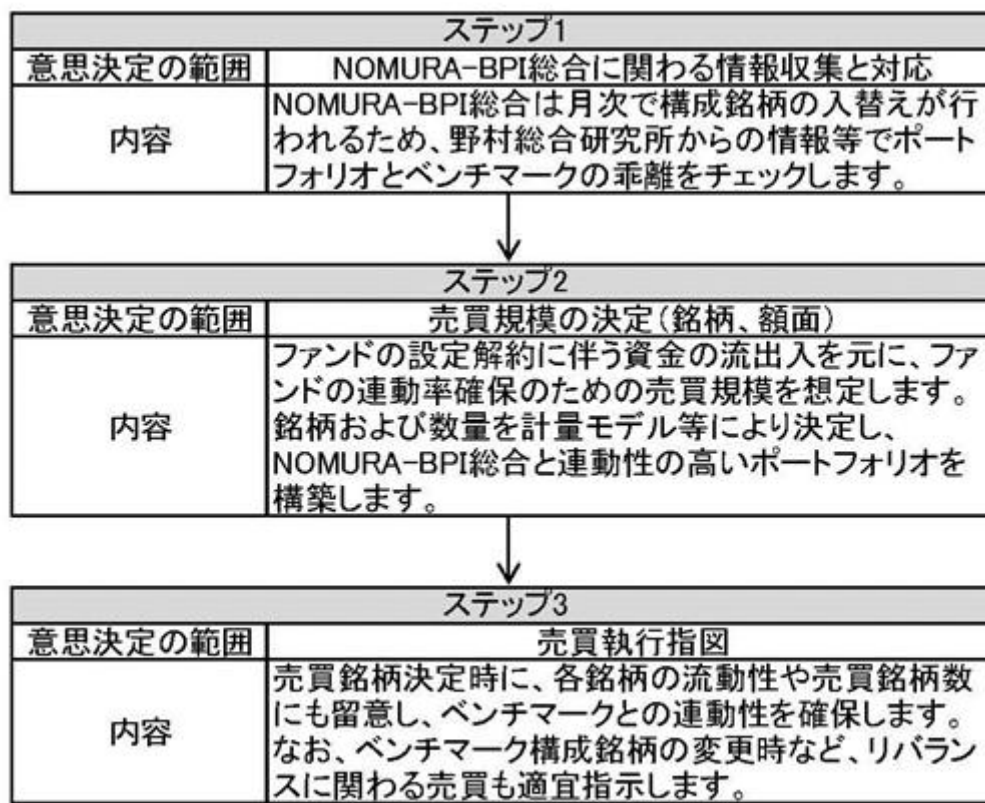 ステップ1
意思決定の範囲 NOMURA-BPI総合に関わる情報収集と対応
NOMURA-BPI総合は月次で構成銘柄の入替えが行
内容 われるため、野村総合研究所からの情報等でポート
フォリオとベンチマークの乖離をチェックします。
ステップ2
意思決定の範囲 売買規模の決定(銘柄、額面)
ファンドの設定解約に伴う資金の流出入を元に、ファ
ンドの連動率確保のための売買規模を想定します。
内容 銘柄および数量を計量モデル等により決定し、
NOMURA-BPI総合と連動性の高いポートフォリオを
構築します。
ステップ3
意思決定の範囲 売買執行指図
売買銘柄決定時に、各銘柄の流動性や売買銘柄数
内容 にも留意し、ベンチマークとの連動性を確保します。
なお、ベンチマーク構成銘柄の変更時など、リバラン
スに関わる売買も適宜指示します。